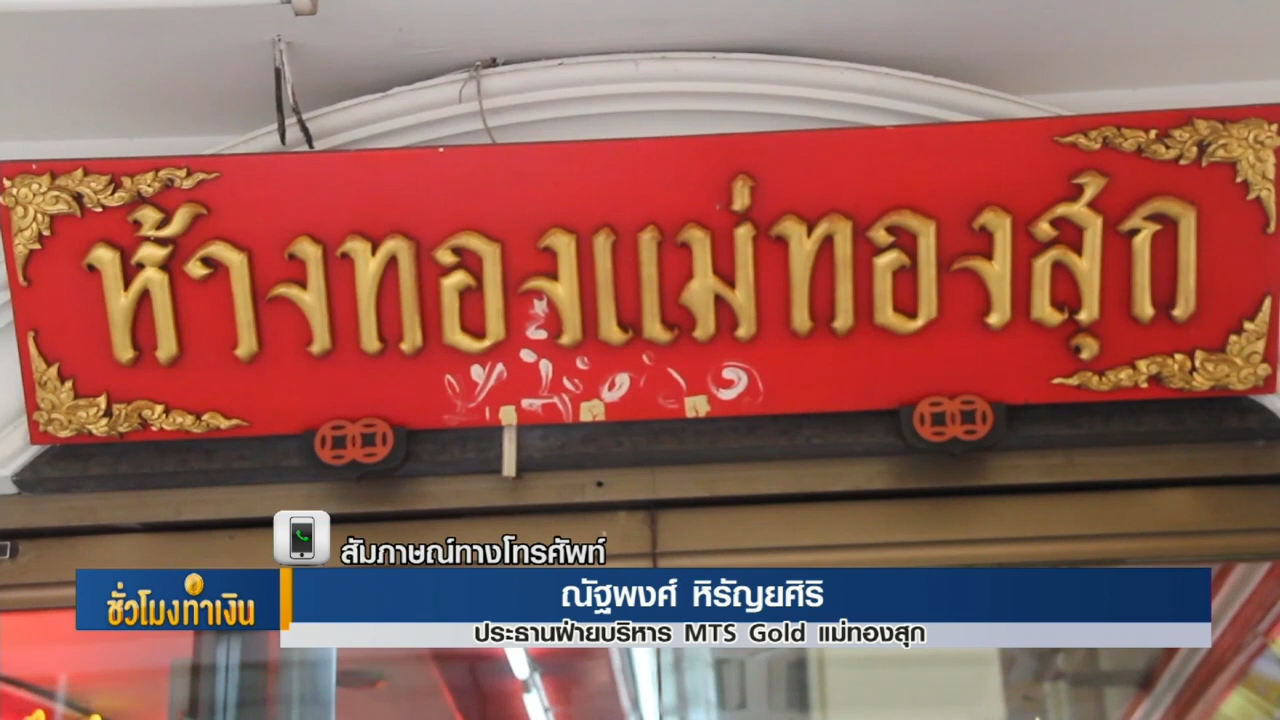 ห้างทองแม่ทองสุก
สัมภาษณ์ทางโทรศัพท์
ชั่วโมงทำเงิน
ณัฐพงศ์ หิรัญยศิริ
ประธานฝ่ายบริหาร MTS Gold แม่ทองสุก